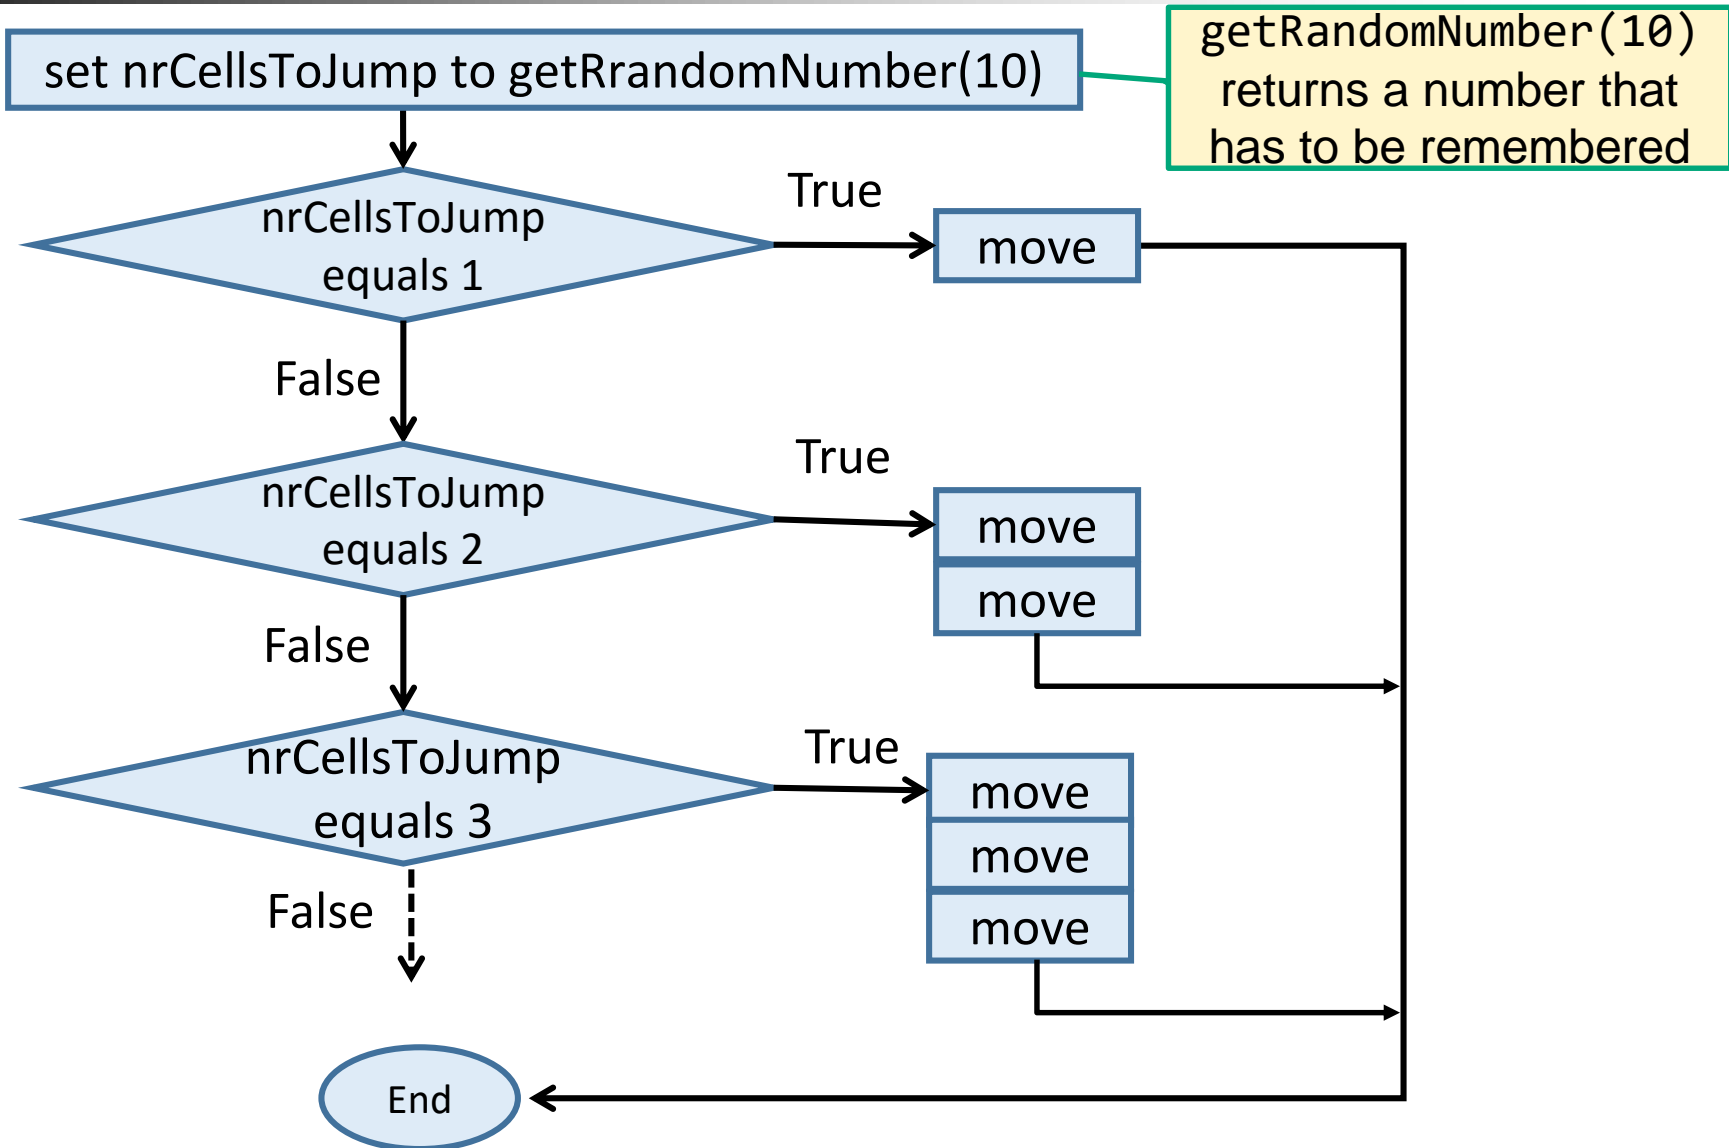 set nrCellsToJump to getRrandomNumber(10)
getRandomNumber(10)
returns a number that
has to be remembered
nrCellsToJump
equals 1
True
move
False
nrCellsToJump
equals 2
True
move
move
False
nrCellsToJump
equals 3
True
move
move
move
False
End